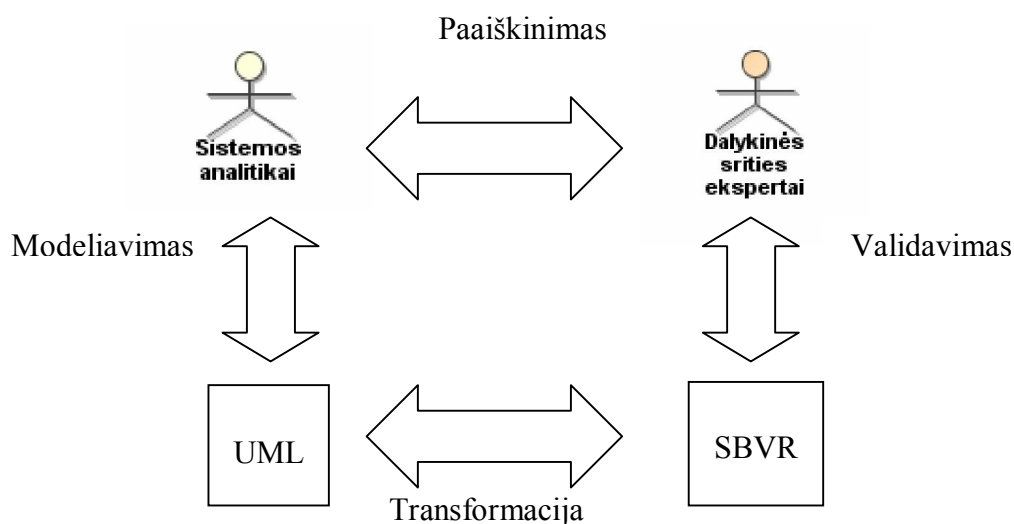 Paaiškinimas
Sistemos
analitikai
Dalykinės
srities
ekspertai
Modeliavimas
Validavimas
UML
SBVR
Transformacija